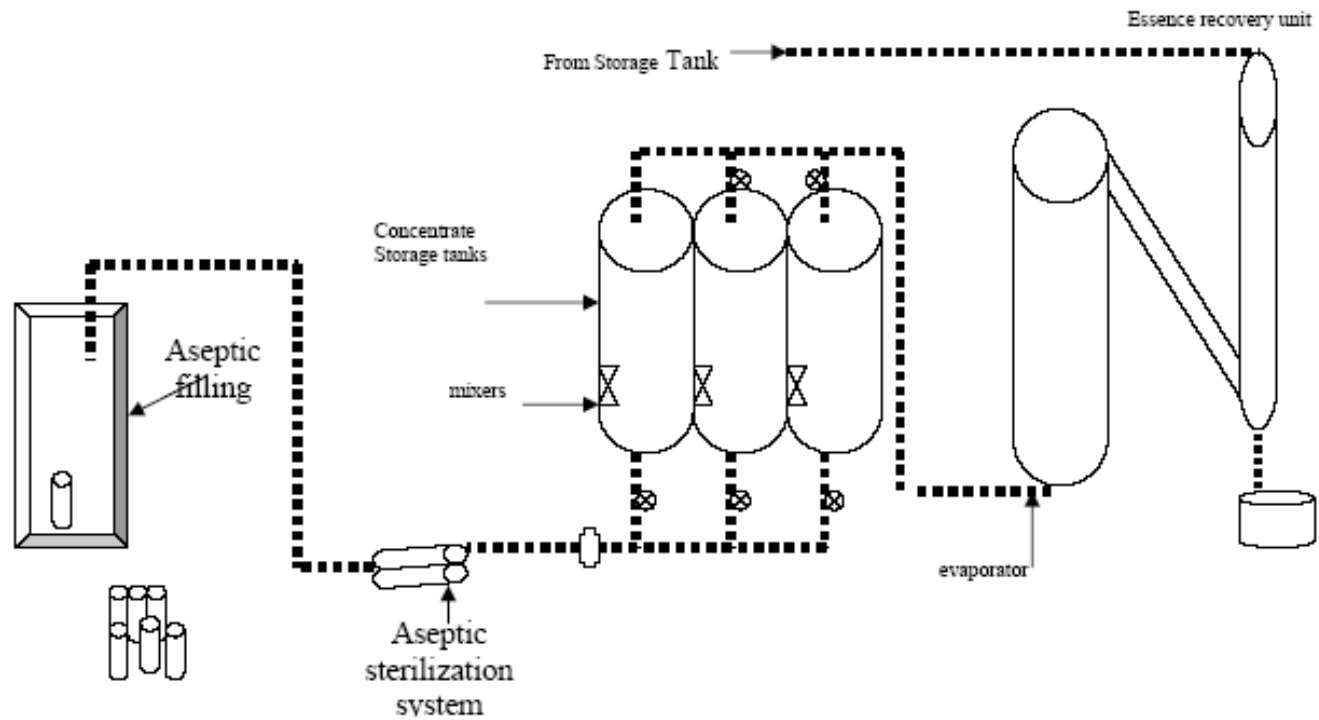 Essence recovery unit
From Storage Tank
Concentrate
Storage tanks
Aseptic
filling
mixers
evaporator
Aseptic
sterilization
system